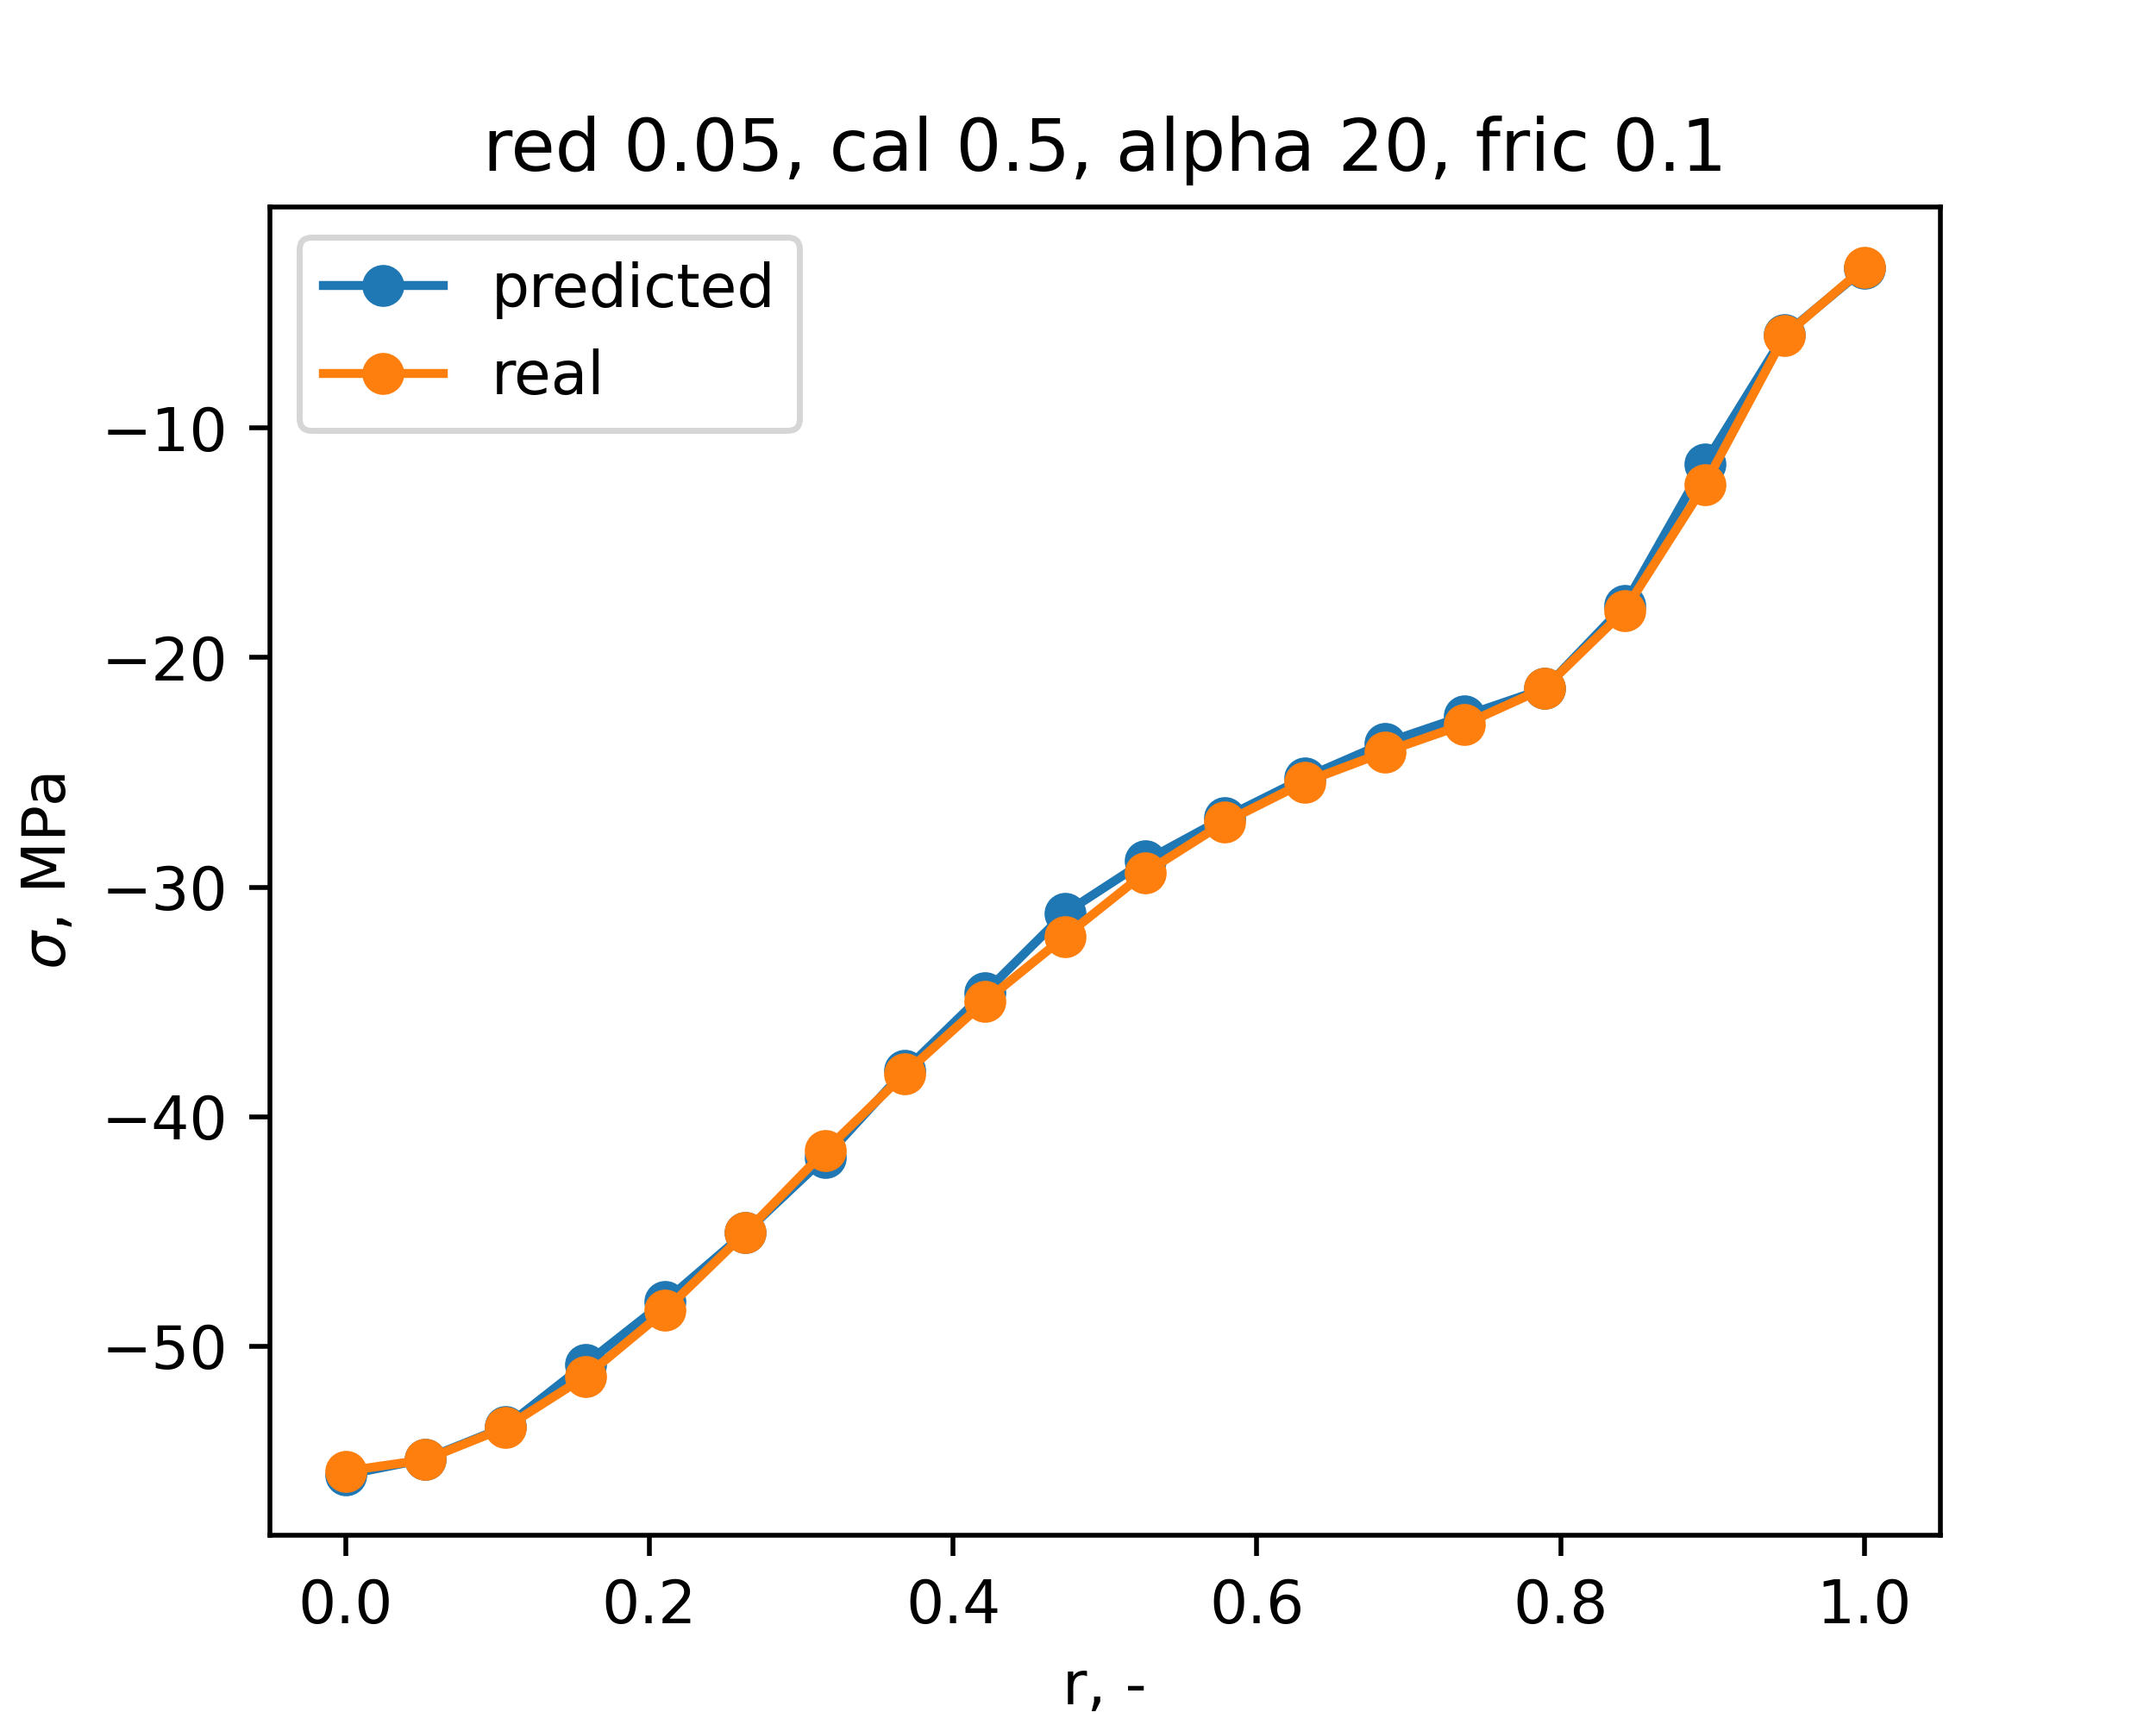 red 0.05, cal 0.5, alpha 20, fric 0.1
predicted
real
−10
−20
−30
−40
−50
σ, MPa
0.0 0.2 0.4 0.6 0.8 1.0
r, -